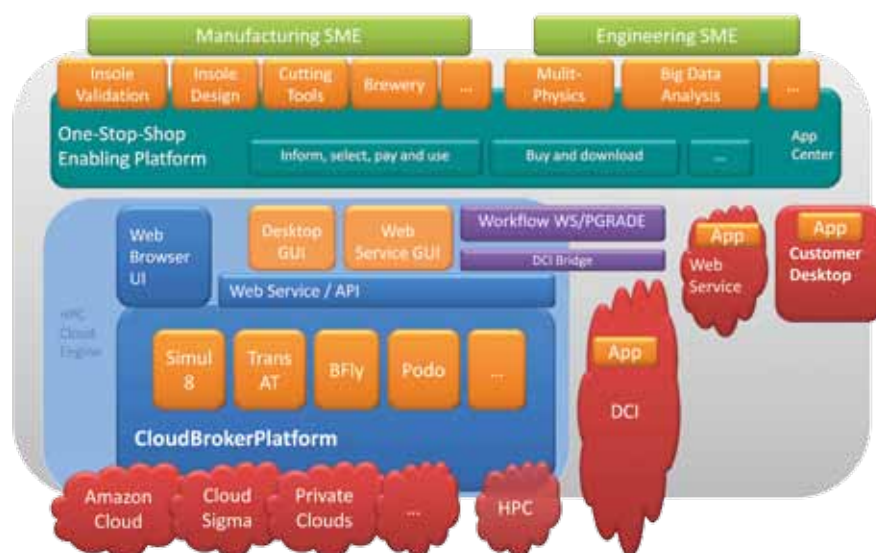 Manufacturing SME
Engineering SME
Insole
Validation
Insole
Design
Cutting
Tools
Brewery
...
Mulit-
Physics
Big Data
Analysis
...
One-Stop-Shop
Enabling Platform
Inform, select, pay and use
Buy and download
...
App
Center
Web
Browser
UI
Desktop
GUI
Web
Service GUI
Workflow WS/PGRADE
DCI Bridge
App
Web
Service
App
Customer
Desktop
Web Service / API
HPC
Cloud
Engine
Simul
8
Trans
AT
BFly
Podo
...
App
DCI
CloudBrokerPlatform
Amazon
Cloud
Cloud
Sigma
Private
Clouds
...
HPC